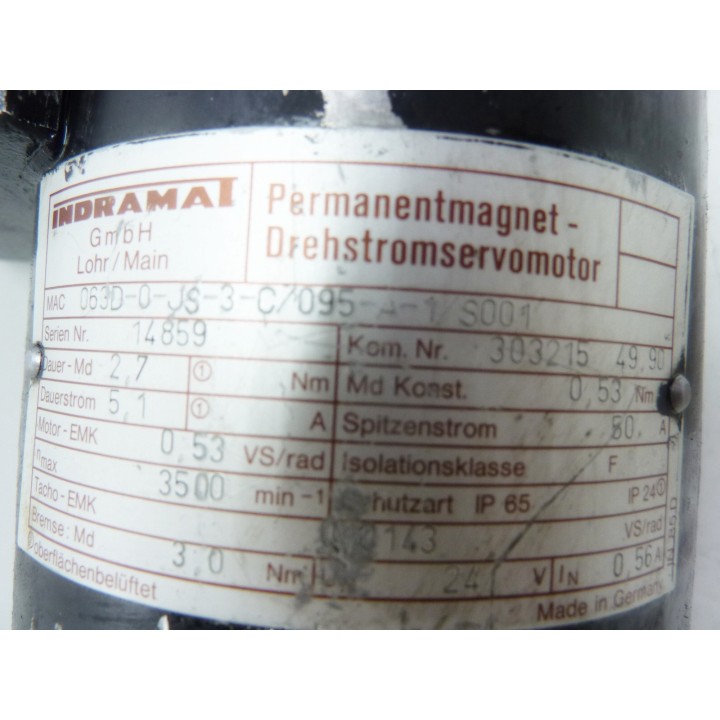 INDRAMAT
GmbH
Lohr/Main
Permanentmagnet-
Drehstromservomotor
MAC 063D-0-JS-3-C/095-A-1/S001
Serien Nr. 14859 Kom. Nr. 303215 49.90
Dauer-Md 2,7 ① Nm Md Konst. 0,53 Nm
Dauerstrom 5,1 ① A Spitzenstrom A
Motor-EMK 0,53 VS/rad Isolationsklasse F
nmax 3500 min-1 IP 65 IP 24①
Tacho-EMK VS/rad
Bremse: Md 3.0 Nm 24 V IN 0,56 A
Oberflächenbelüftet Made in Germany